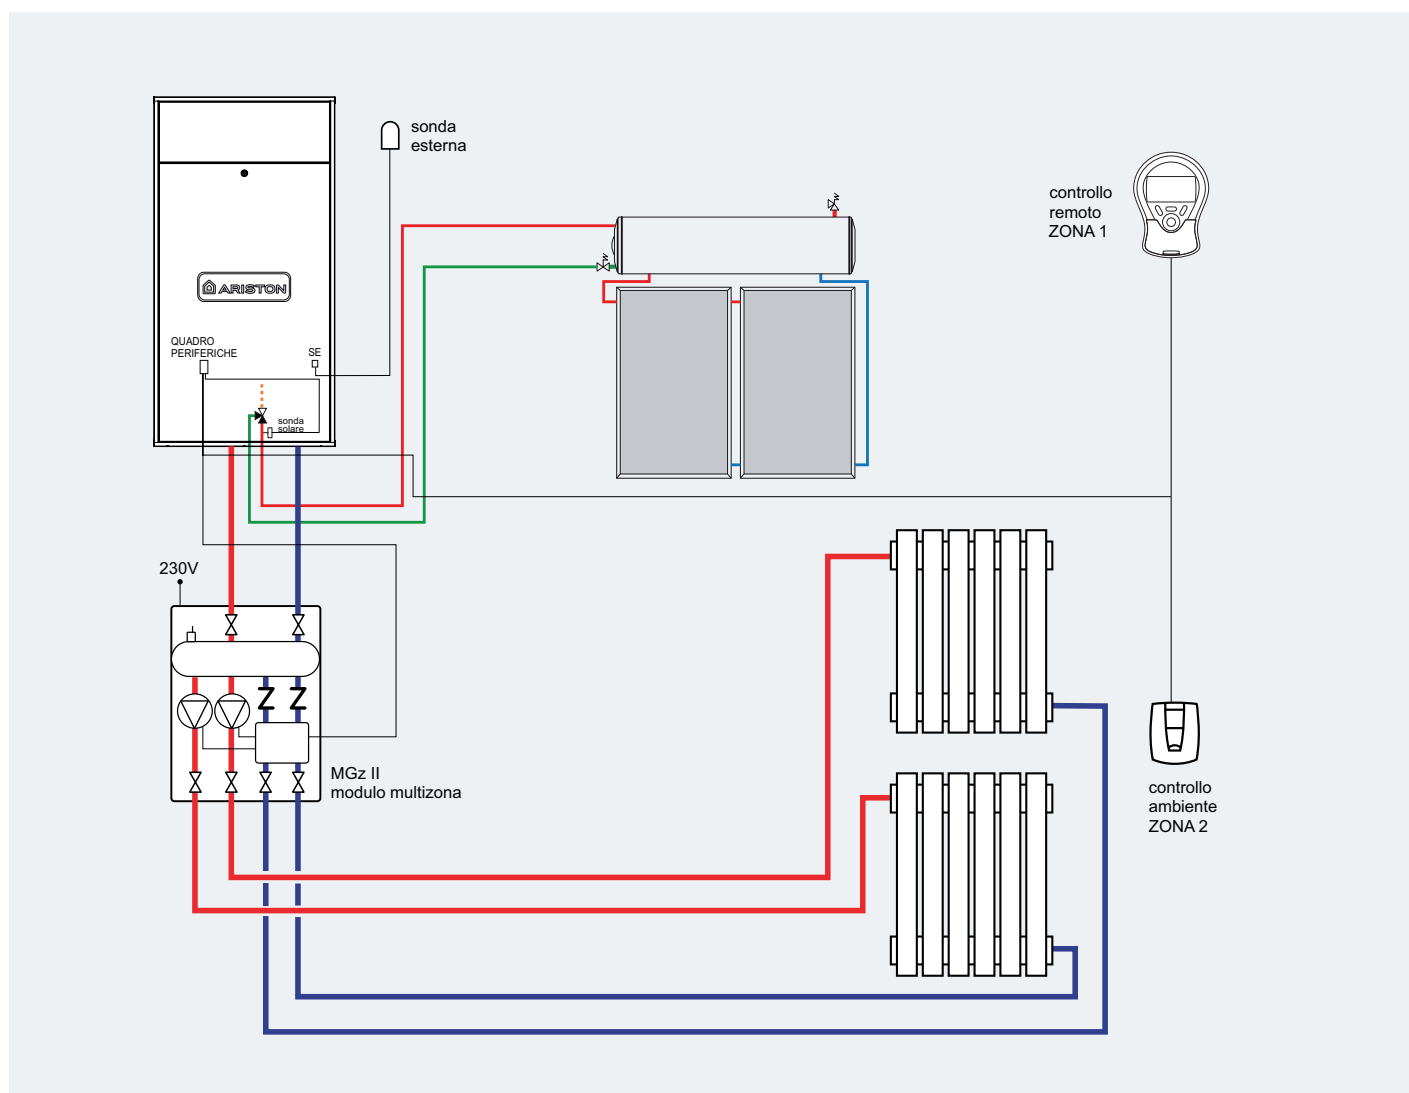 sonda
esterna
controllo
remoto
ZONA 1
ARISTON
QUADRO
PERIFERICHE
SE
sonda
solare
230V
MGz II
modulo multizona
controllo
ambiente
ZONA 2